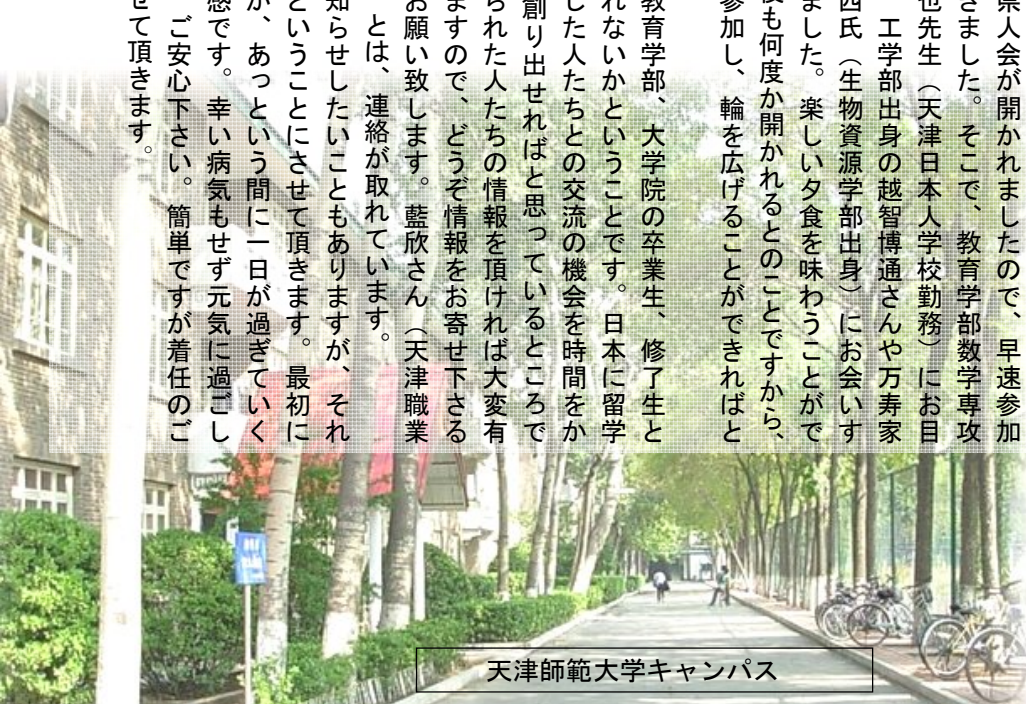 県人会が開かれましたので、早速参加
きました。そこで、教育学部数学専攻
也先生（天津日本人学校勤務）にお目
工学部出身の越智博通さんや万寿家
西氏（生物資源学部出身）にお会いす
ました。楽しい夕食を味わうことがで
後も何度か開かれるとのことですから、
参加し、輪を広げることができればと
教育学部、大学院の卒業生、修了生と
れないかということです。日本に留学
した人たちとの交流の機会を時間をか
創り出せればと思っているところで
られた人たちの情報を頂ければ大変有
ますので、どうぞ情報をお寄せ下さる
お願い致します。藍欣さん（天津職業
とは、連絡が取れています。
知らせしたいこともありますが、それ
ということにさせて頂きます。最初に
が、あっという間に一日が過ぎていく
感です。幸い病気もせず元気に過ごし
ご安心下さい。簡単ですが着任のご
せて頂きます。
天津師範大学キャンパス